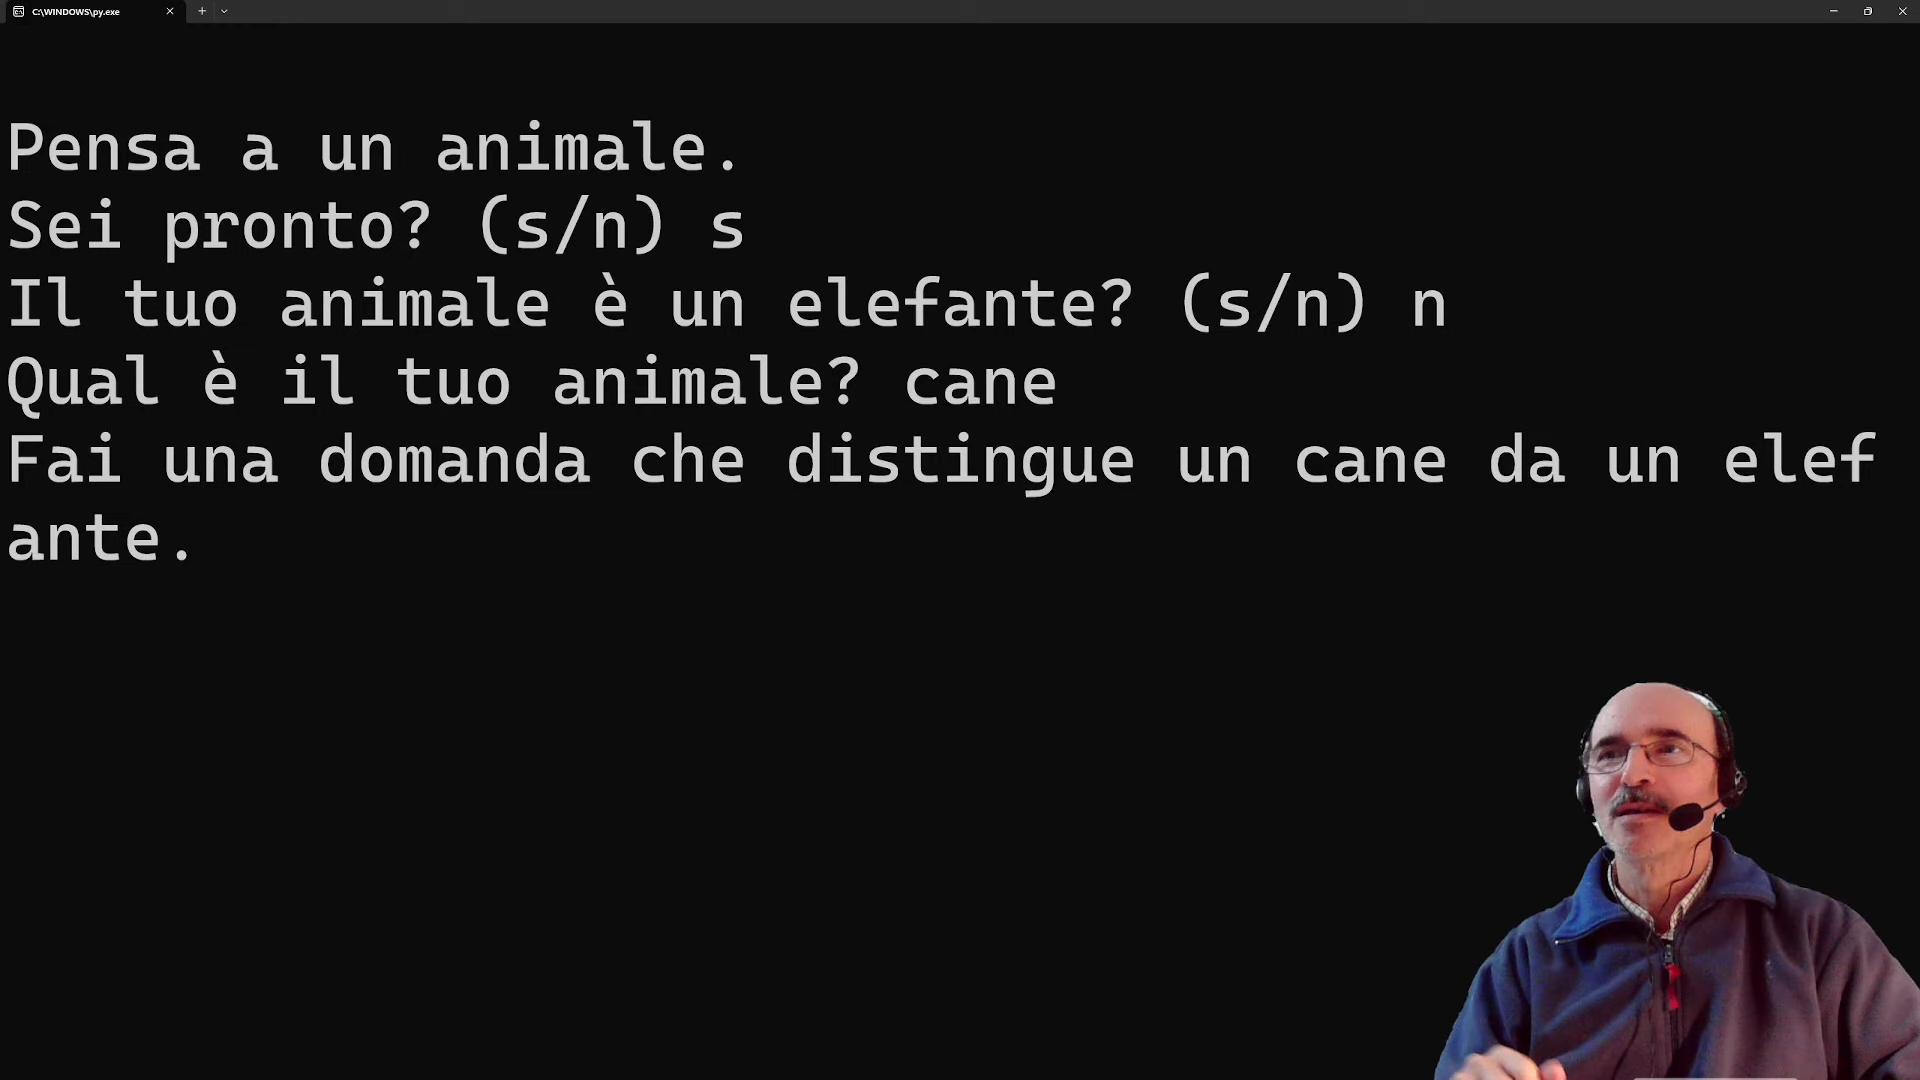 C:\WINDOWS\py.exe
Pensa a un animale.
Sei pronto? (s/n) s
Il tuo animale è un elefante? (s/n) n
Qual è il tuo animale? cane
Fai una domanda che distingue un cane da un elef
ante.